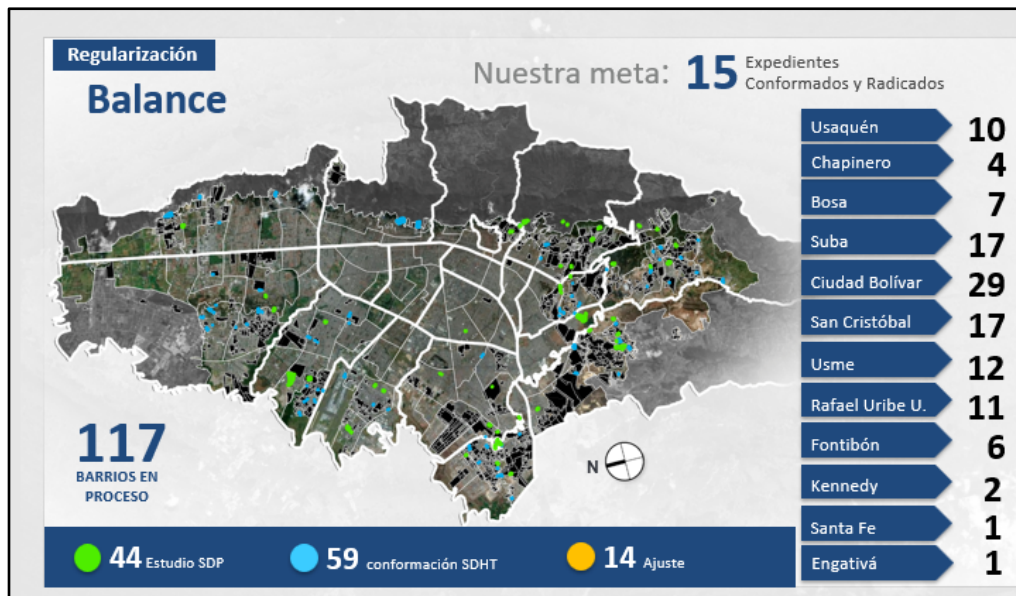 Regularización
Balance
Nuestra meta: 15 Expedientes
Conformados y Radicados
Usaquén 10
Chapinero 4
Bosa 7
Suba 17
Ciudad Bolívar 29
San Cristóbal 17
Usme 12
Rafael Uribe U. 11
Fontibón 6
Kennedy 2
Santa Fe 1
Engativá 1
117
BARRIOS EN
PROCESO
N
44 Estudio SDP
59 conformación SDHT
14 Ajuste